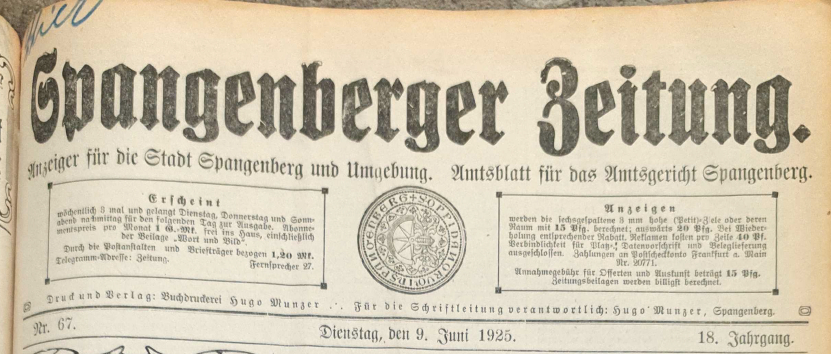 Hier
Spangenberger Zeitung.
Anzeiger für die Stadt Spangenberg und Umgebung. Amtsblatt für das Amtsgericht Spangenberg.
Erscheint
wöchentlich 3 mal und gelangt Dienstag, Donnerstag und Sonn-
abend nachmittag für den folgenden Tag zur Ausgabe. Abonne-
mentspreis pro Monat 1 G.-Mk. frei ins Haus, einschließlich
der Beilage „Wort und Bild“.
Durch die Postanstalten und Briefträger bezogen 1,20 Mk.
Telegramm-Adresse: Zeitung. Fernsprecher 27.
SPANGENBERG
Anzeigen
werden die sechsgespaltene 3 mm hohe (Petit)-Zeile oder deren
Raum mit 15 Pfg. berechnet; auswärts 20 Pfg. Bei Wieder-
holung entsprechender Rabatt. Reklamen kosten pro Zeile 40 Pf.
Verbindlichkeit für Platz-, Datenvorschrift und Beleglieferung
ausgeschlossen. Zahlungen an Postscheckkonto Frankfurt a. Main
Nr. 20771.
Annahmegebühr für Offerten und Auskunft beträgt 15 Pfg.
Zeitungsbeilagen werden billigst berechnet.
Druck und Verlag: Buchdruckerei Hugo Munzer .·. Für die Schriftleitung verantwortlich: Hugo Munzer, Spangenberg.
Nr. 67. Dienstag, den 9. Juni 1925. 18. Jahrgang.